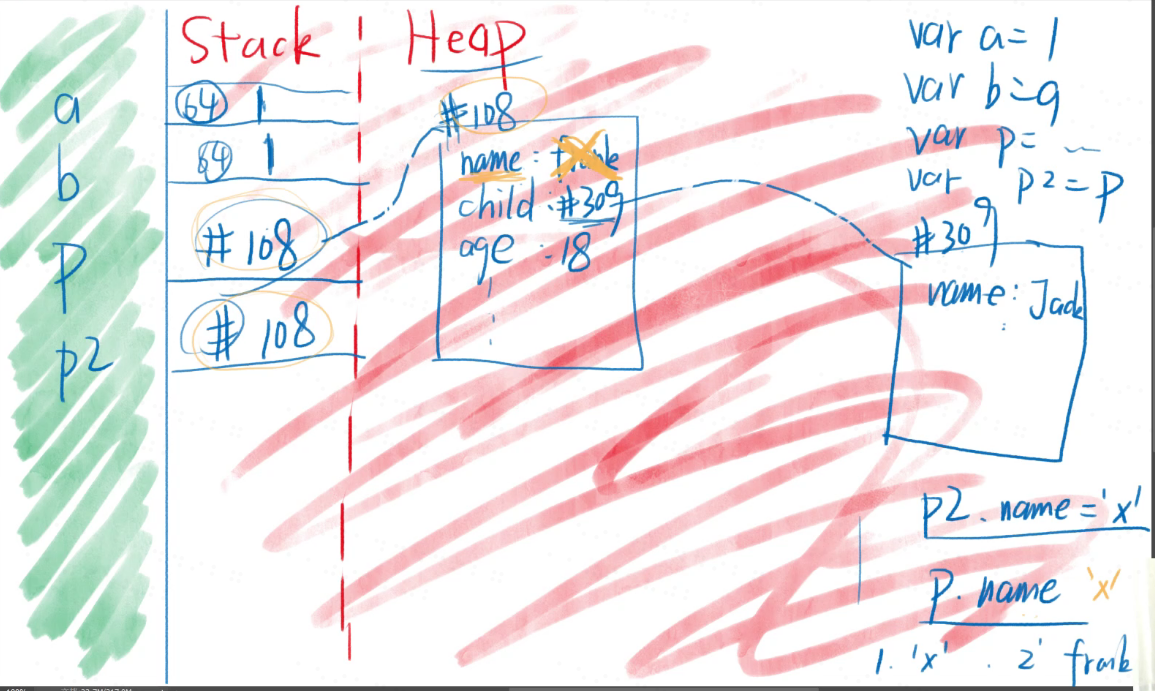 Stack Heap
a 64 1
b 64 1
p #108
p2 #108
#108
name: frank
child: #309
age: 18
var a=1
var b=a
var p= ...
var p2=p
#309
name: Jack
p2.name='x'
p.name 'x'
1. 'x' . 2' frank